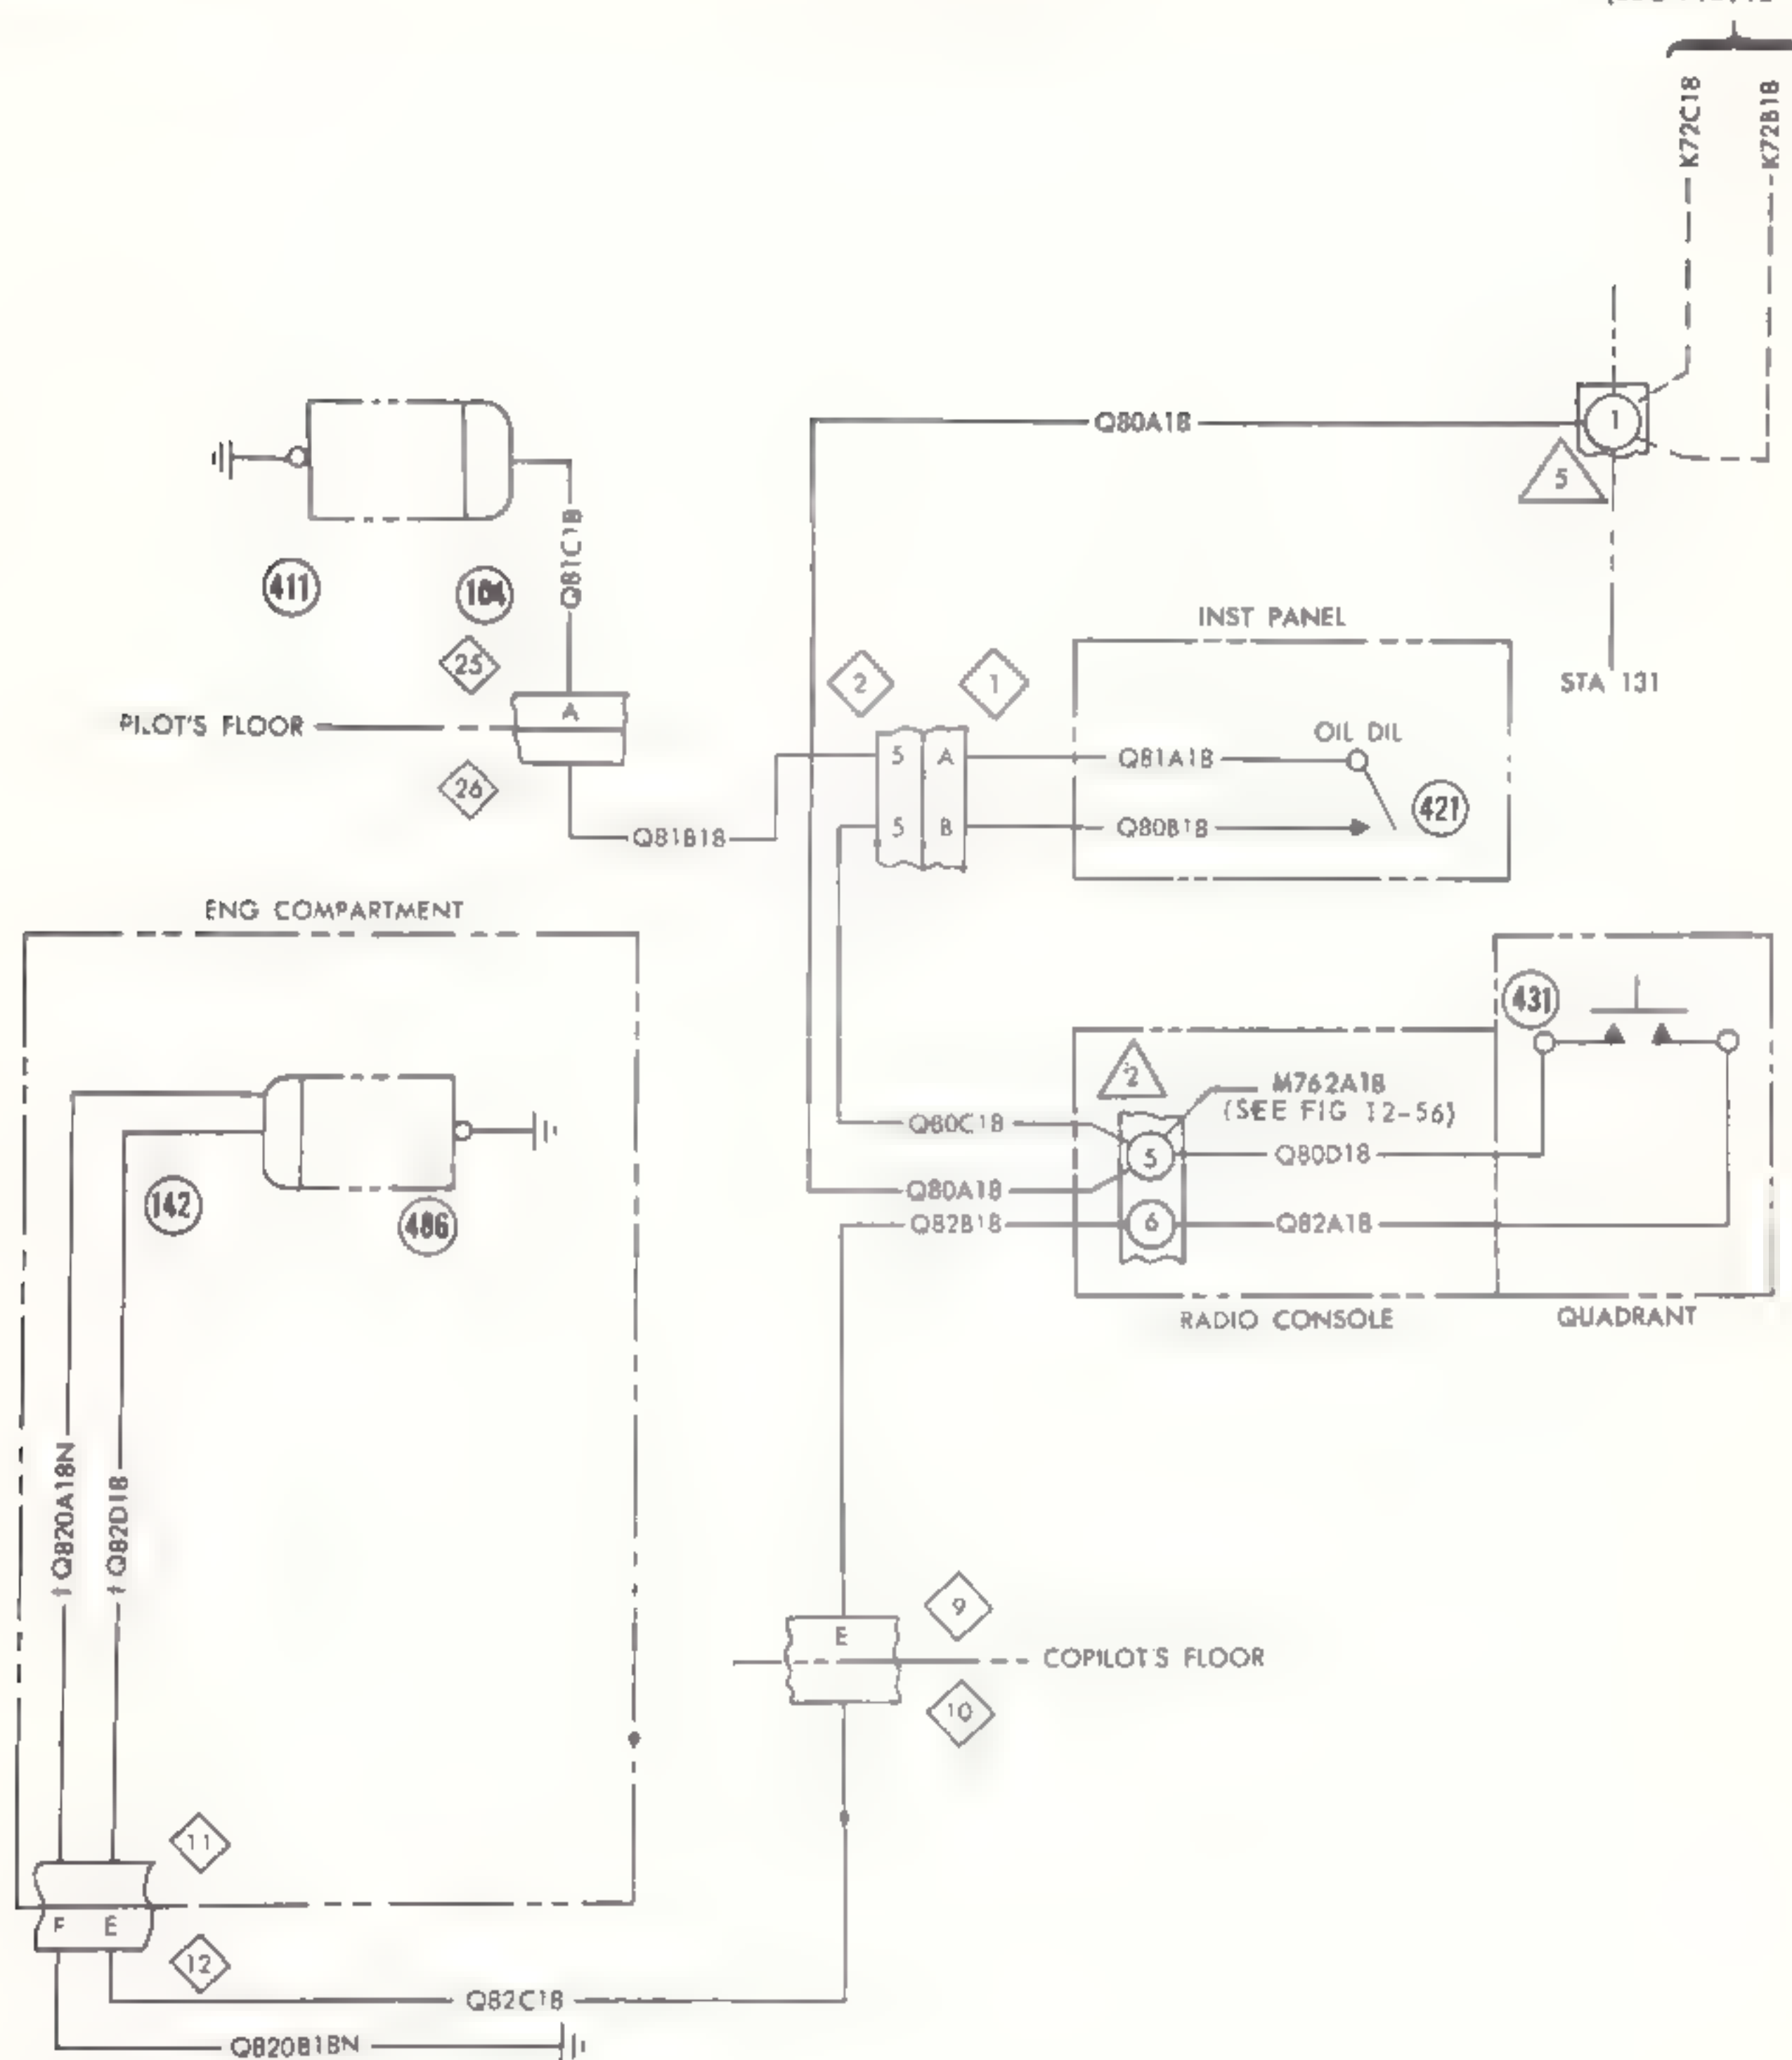 K72C18
K72B18
Q80A18
1
5
411
104
Q81C18
25
A
PILOT'S FLOOR
26
Q81B18
2
1
INST PANEL
STA 131
OIL DIL
5 A
Q81A18
5 B
Q80B18
421
ENG COMPARTMENT
431
2
M762A18
(SEE FIG 12-56)
Q80C18
5
Q80D18
Q80A18
Q82B18
6
Q82A18
RADIO CONSOLE
QUADRANT
142
486
†Q820A18N
†Q82D18
9
E
COPILOT'S FLOOR
10
11
F E
12
Q82C18
Q820B18N